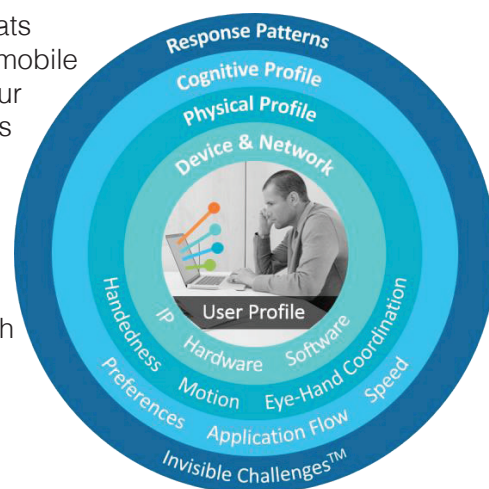 ats
mobile
ur
s
h
Response Patterns
Cognitive Profile
Physical Profile
Device & Network
User Profile
IP Hardware Software
Handedness Motion Eye-Hand Coordination
Preferences Application Flow Speed
Invisible Challenges™